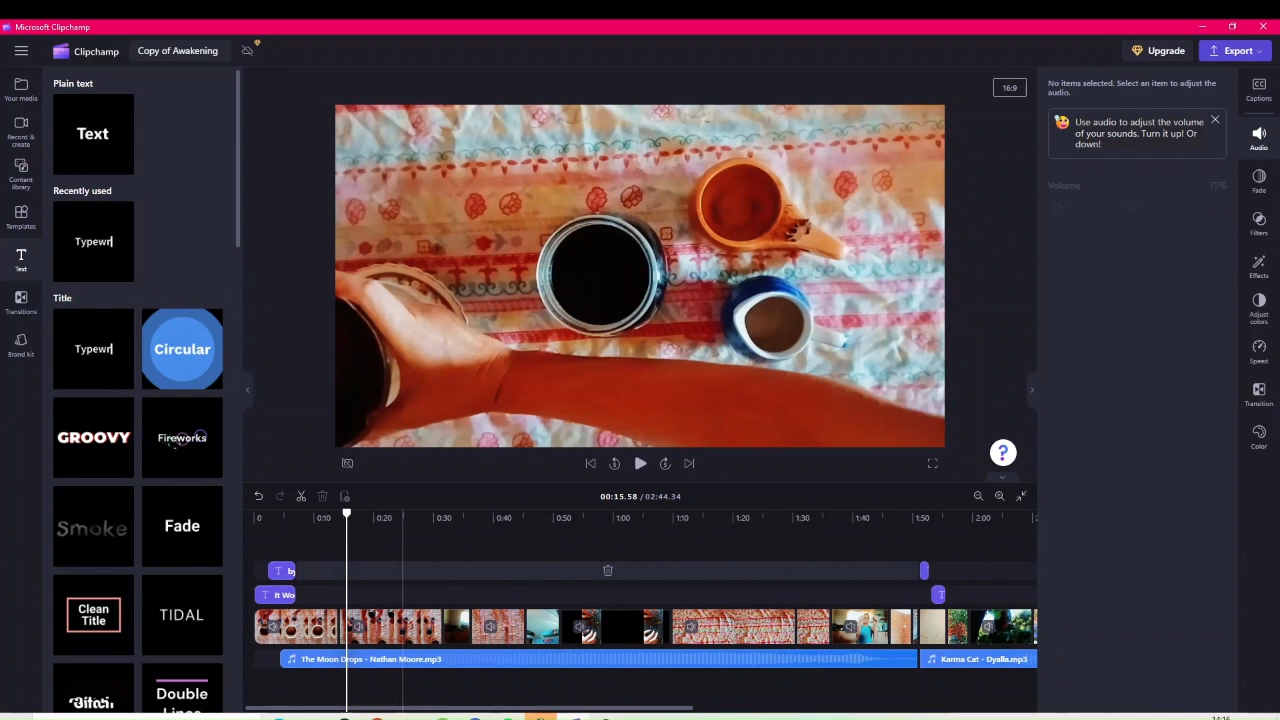 Microsoft Clipchamp
Clipchamp
Copy of Awakening
Upgrade
Export
Your media
Record & create
Content library
Templates
Text
Transitions
Brand kit
Plain text
Text
Recently used
Typewr
Title
Typewr
Circular
GROOVY
Fireworks
Smoke
Fade
Clean
Title
TIDAL
Glitch
Double
Lines
16:9
No items selected. Select an item to adjust the
audio.
Use audio to adjust the volume
of your sounds. Turn it up! Or
down!
Volume
75%
Captions
Audio
Fade
Filters
Effects
Adjust colors
Speed
Transition
Color
?
5
5
00:15.58 / 02:44.34
0
0:10
0:20
0:30
0:40
0:50
1:00
1:10
1:20
1:30
1:40
1:50
2:00
T by
T It Wo
T
The Moon Drops - Nathan Moore.mp3
Karma Cat - Dyalla.mp3
14:16